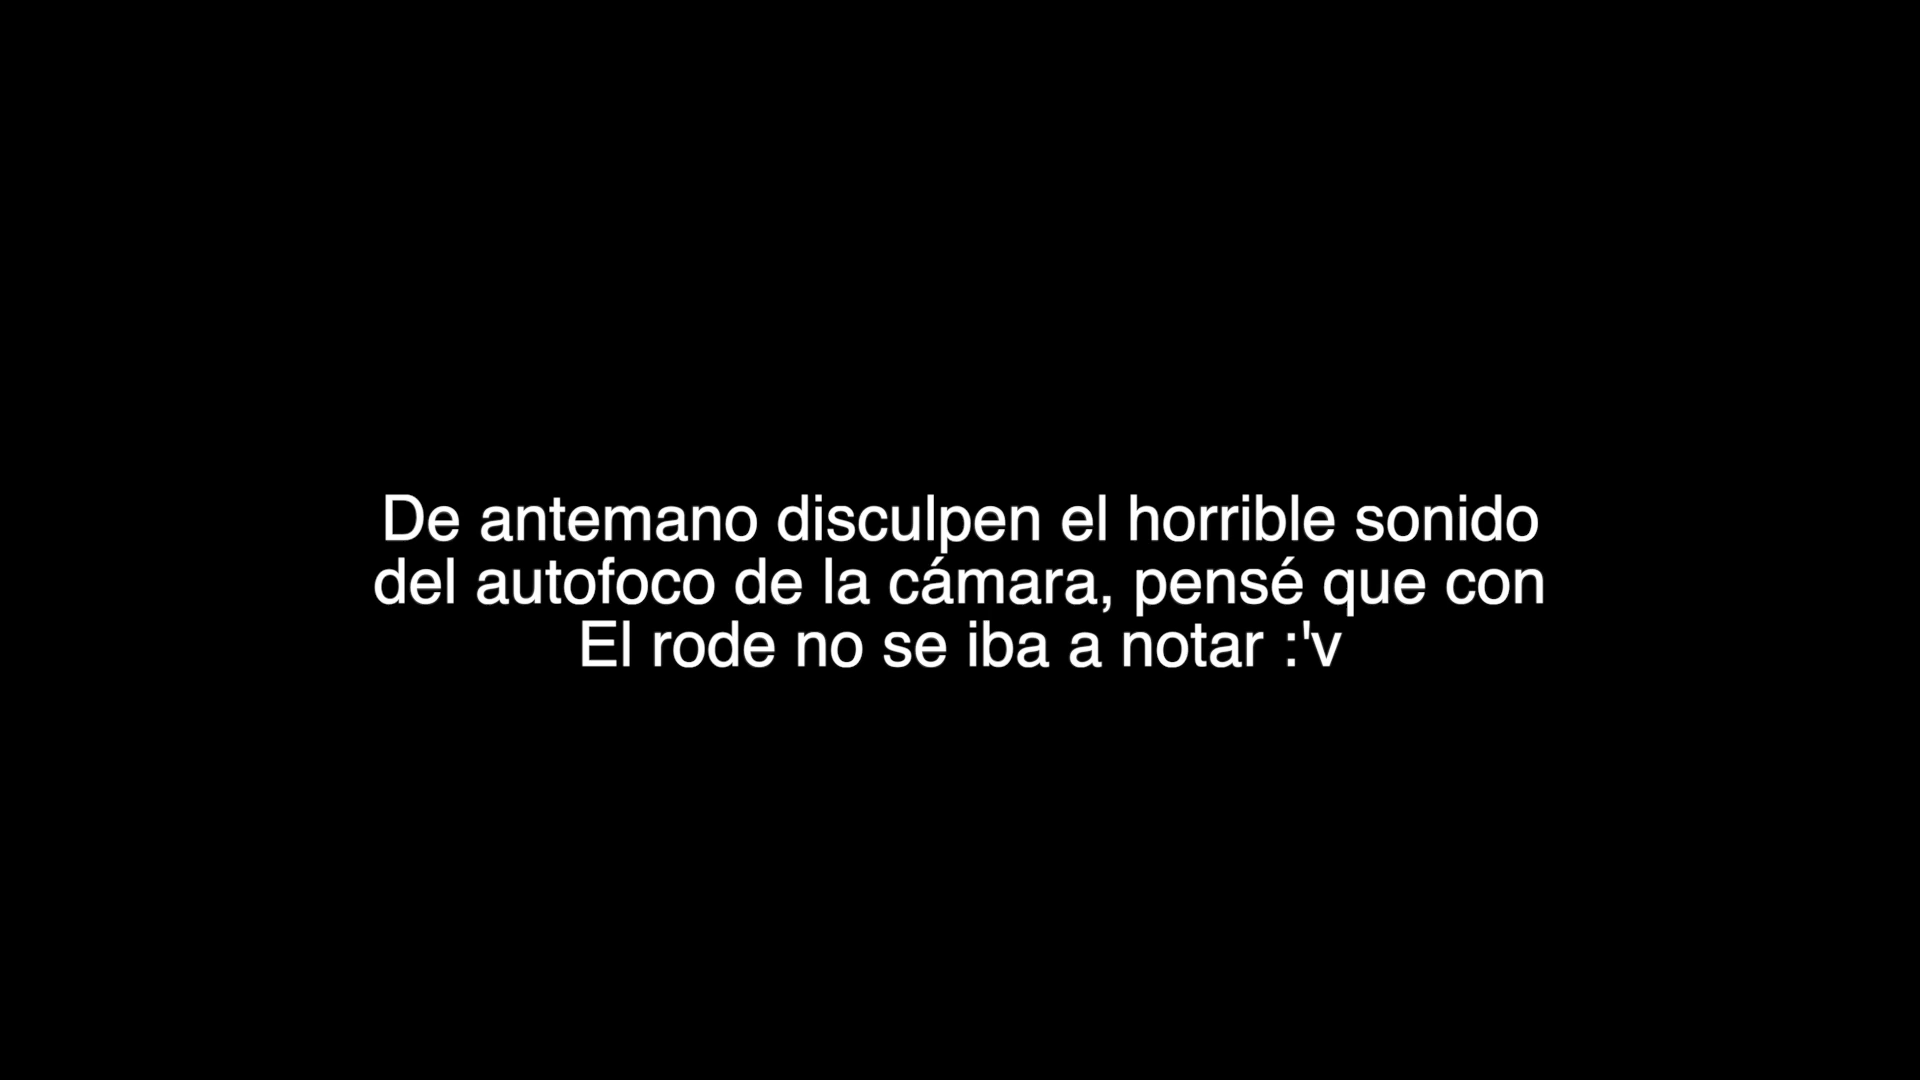 De antemano disculpen el horrible sonido
del autofoco de la cámara, pensé que con
El rode no se iba a notar :'v